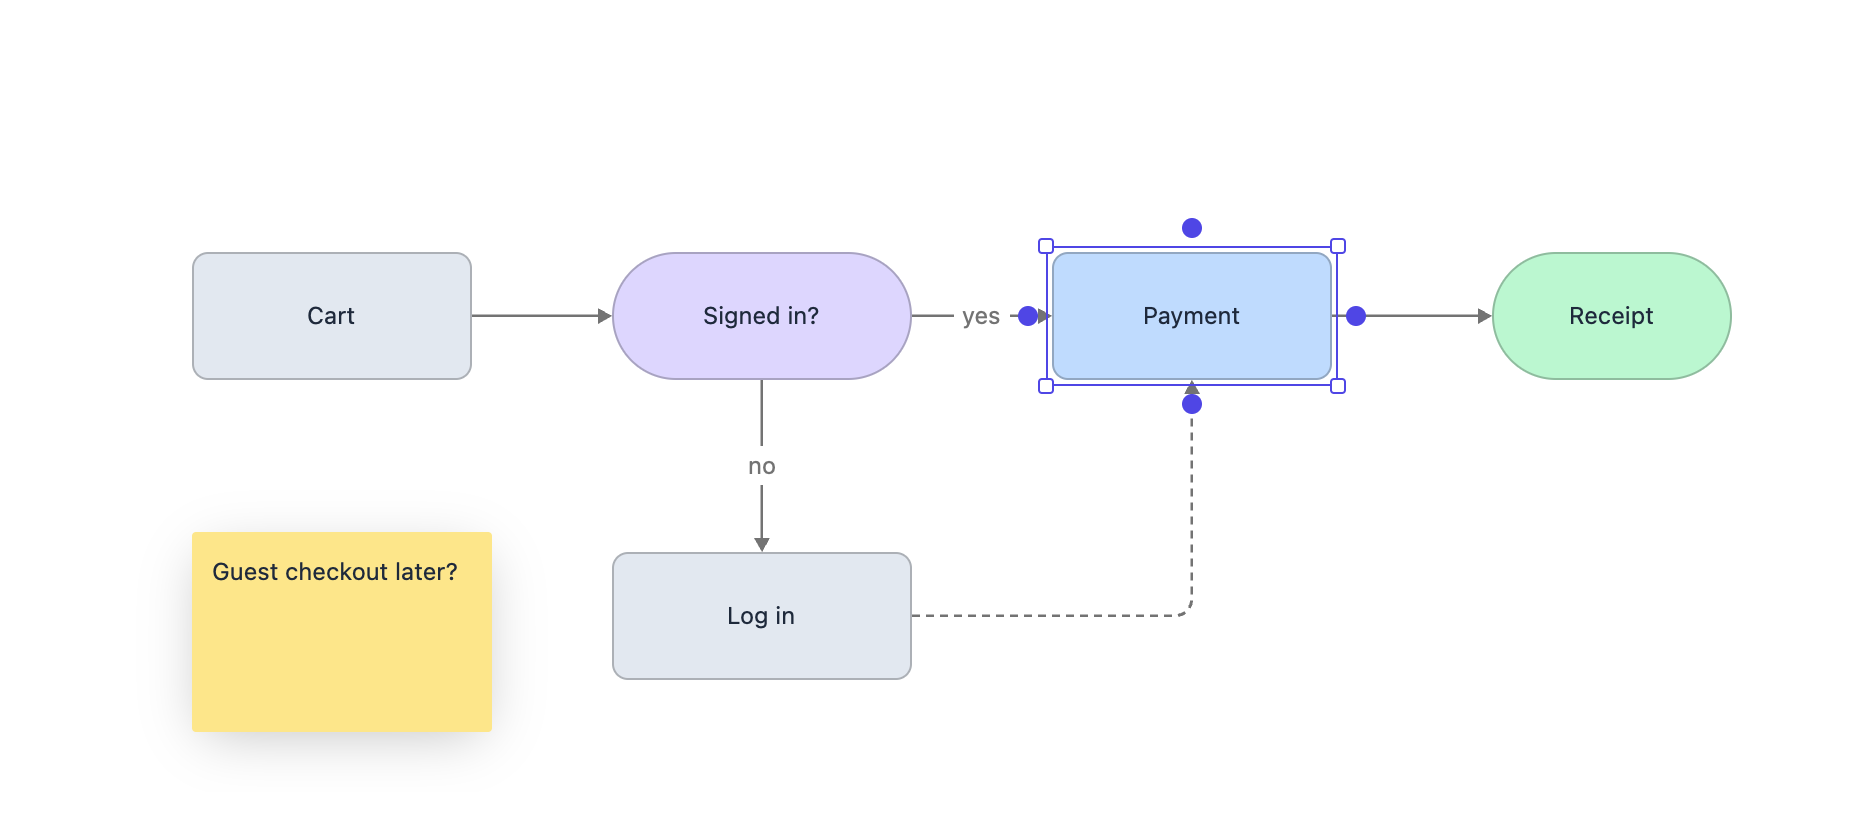 Cart
Signed in?
yes
Payment
Receipt
no
Guest checkout later?
Log in